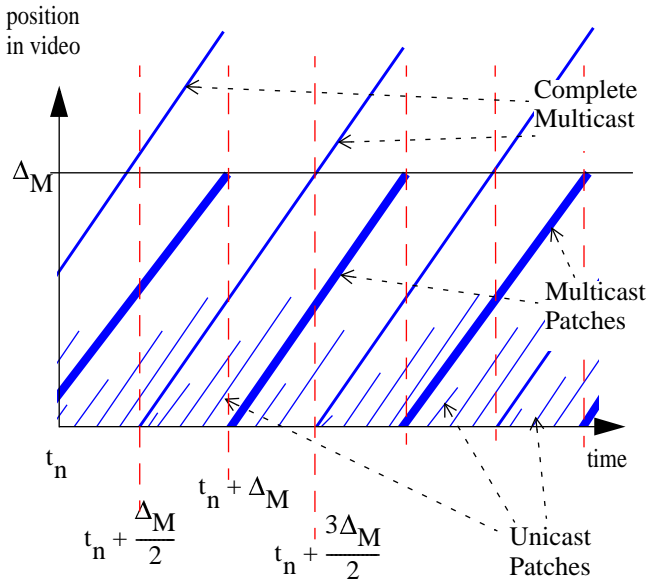 position
in video
Complete
Multicast
Δ_M
Multicast
Patches
t_n
time
t_n + Δ_M
t_n + Δ_M/2
t_n + 3Δ_M/2
Unicast
Patches